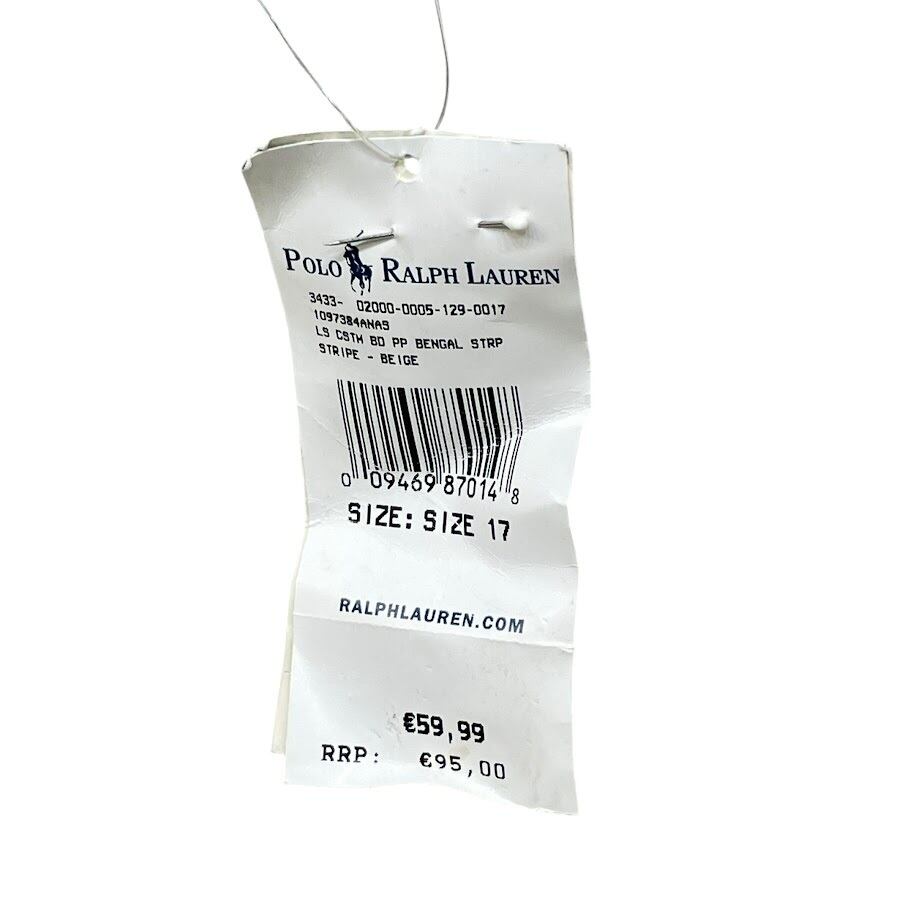 POLO RALPH LAUREN
3433- 02000-0005-129-0017
1097384ANA9
LS CSTM BD PP BENGAL STRP
STRIPE - BEIGE
0 09469 87014 8
SIZE: SIZE 17
RALPHLAUREN.COM
€59,99
RRP: €95,00